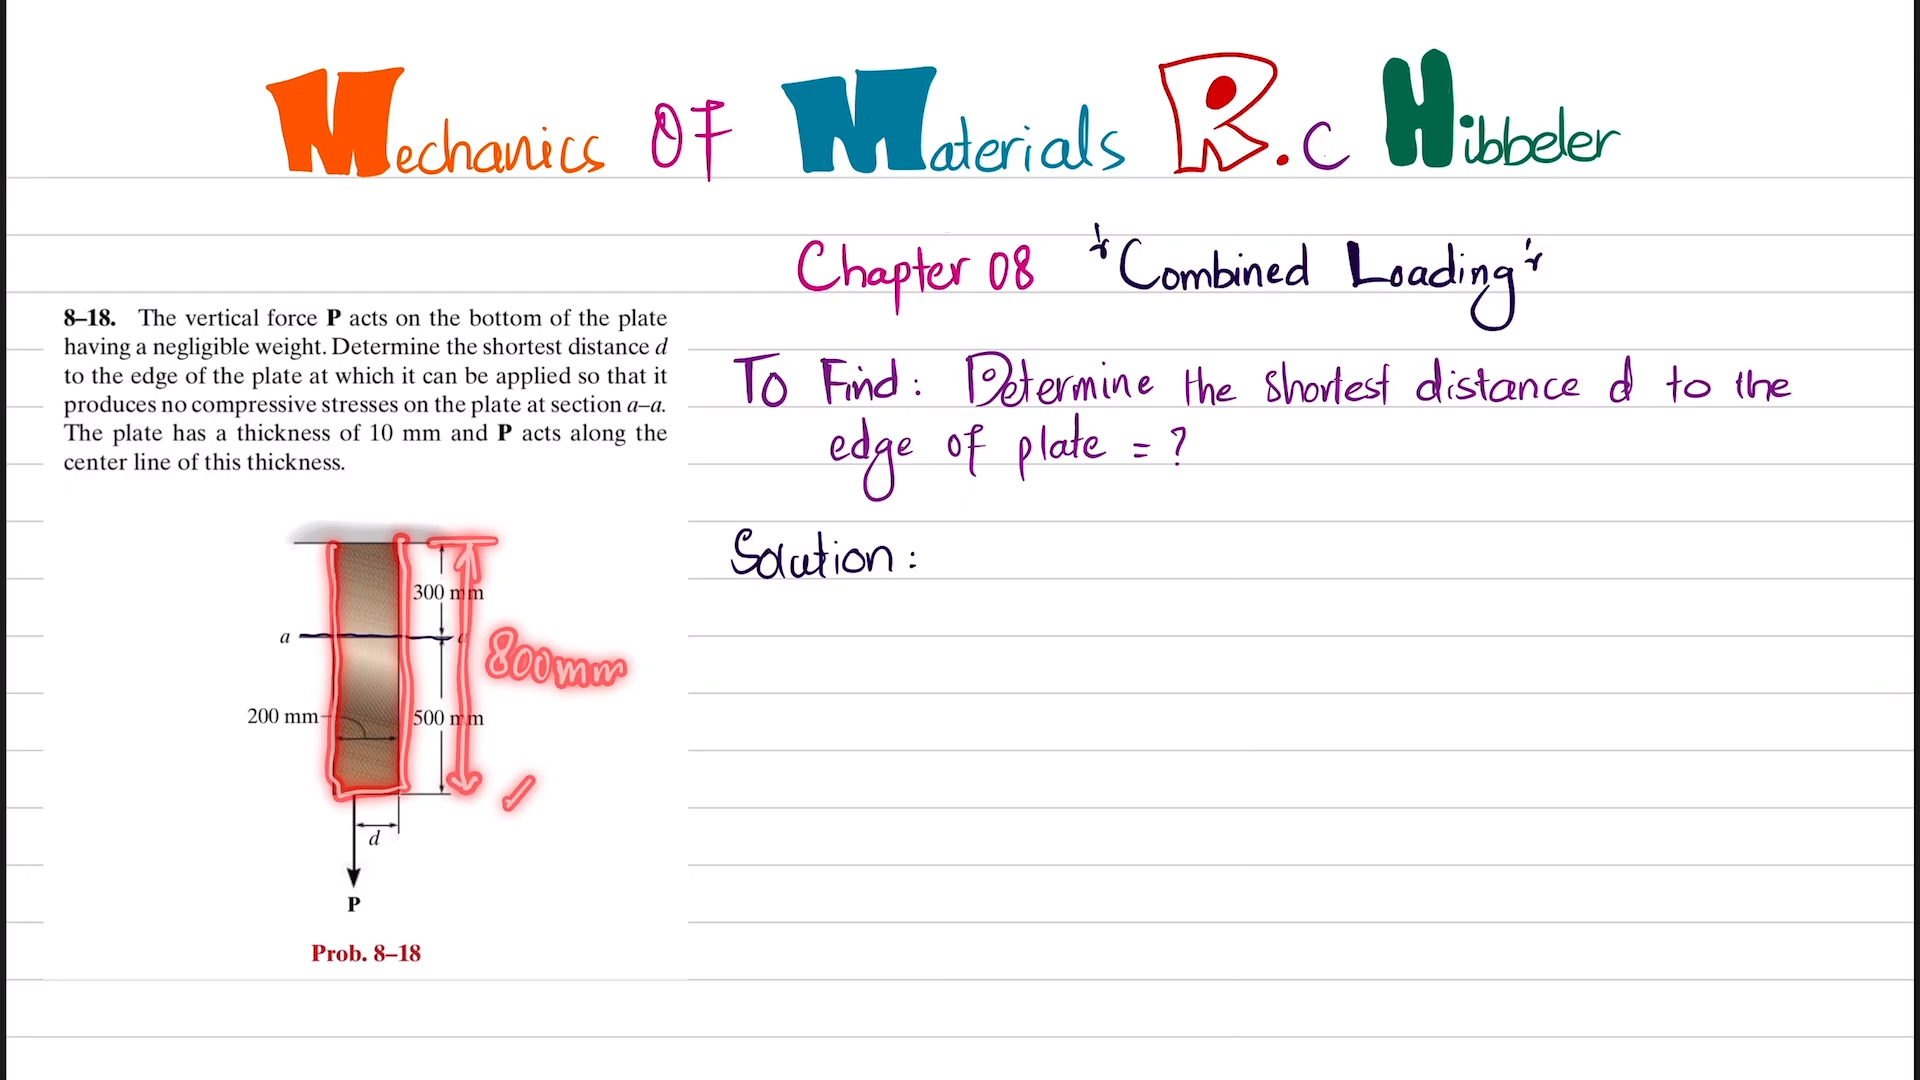 Mechanics OF Materials R.C Hibbeler
Chapter 08 "Combined Loading"
8–18. The vertical force P acts on the bottom of the plate
having a negligible weight. Determine the shortest distance d
to the edge of the plate at which it can be applied so that it
produces no compressive stresses on the plate at section a–a.
The plate has a thickness of 10 mm and P acts along the
center line of this thickness.
To Find: Determine the shortest distance d to the
edge of plate = ?
Solution:
300 mm
a a
800mm
200 mm
500 mm
d
P
Prob. 8–18